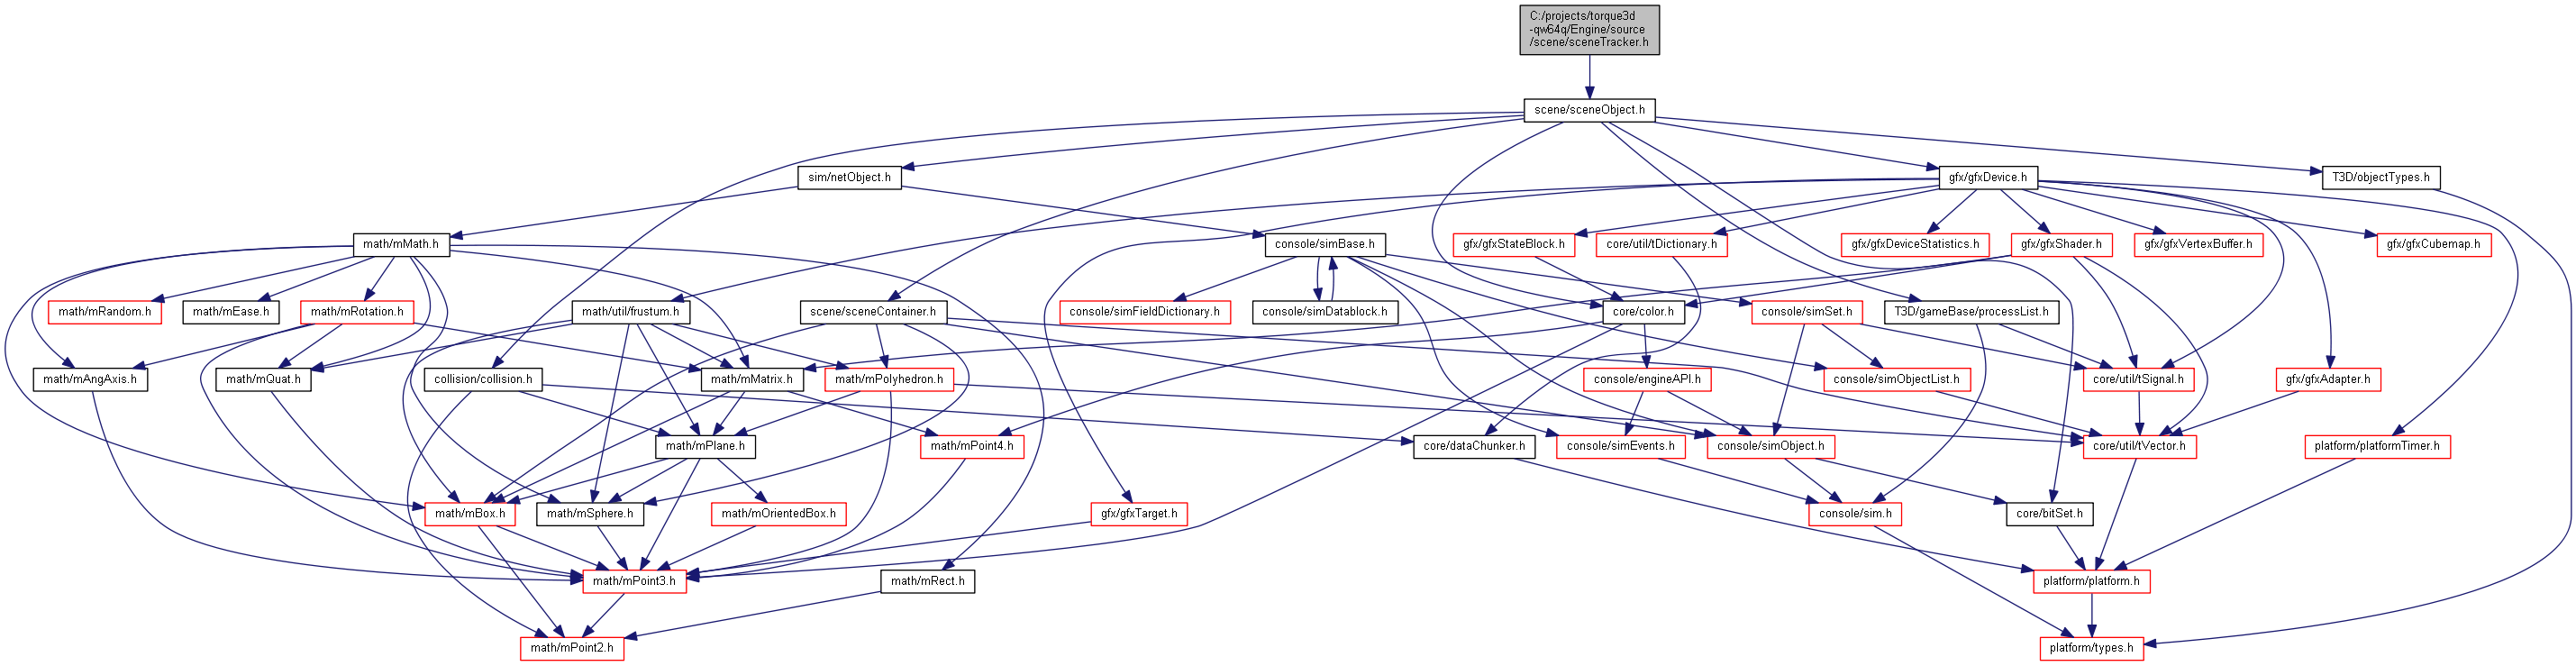 C:/projects/torque3d
-qw64q/Engine/source
/scene/sceneTracker.h
scene/sceneObject.h
sim/netObject.h
gfx/gfxDevice.h
T3D/objectTypes.h
math/mMath.h
console/simBase.h
gfx/gfxStateBlock.h
core/util/tDictionary.h
gfx/gfxDeviceStatistics.h
gfx/gfxShader.h
gfx/gfxVertexBuffer.h
gfx/gfxCubemap.h
math/mRandom.h
math/mEase.h
math/mRotation.h
math/util/frustum.h
scene/sceneContainer.h
console/simFieldDictionary.h
console/simDatablock.h
core/color.h
console/simSet.h
T3D/gameBase/processList.h
math/mAngAxis.h
math/mQuat.h
collision/collision.h
math/mMatrix.h
math/mPolyhedron.h
console/engineAPI.h
console/simObjectList.h
core/util/tSignal.h
gfx/gfxAdapter.h
math/mPlane.h
math/mPoint4.h
core/dataChunker.h
console/simEvents.h
console/simObject.h
core/util/tVector.h
platform/platformTimer.h
math/mBox.h
math/mSphere.h
math/mOrientedBox.h
gfx/gfxTarget.h
console/sim.h
core/bitSet.h
math/mPoint3.h
math/mRect.h
platform/platform.h
math/mPoint2.h
platform/types.h